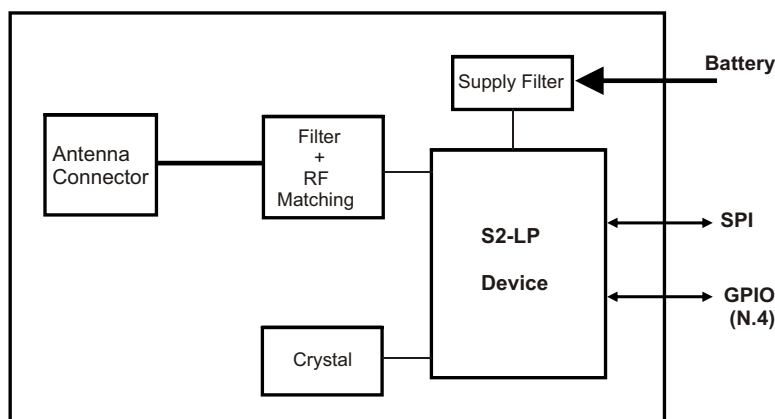 Battery
Supply Filter
Antenna
Connector
Filter
+
RF
Matching
S2-LP
Device
SPI
GPIO
(N.4)
Crystal